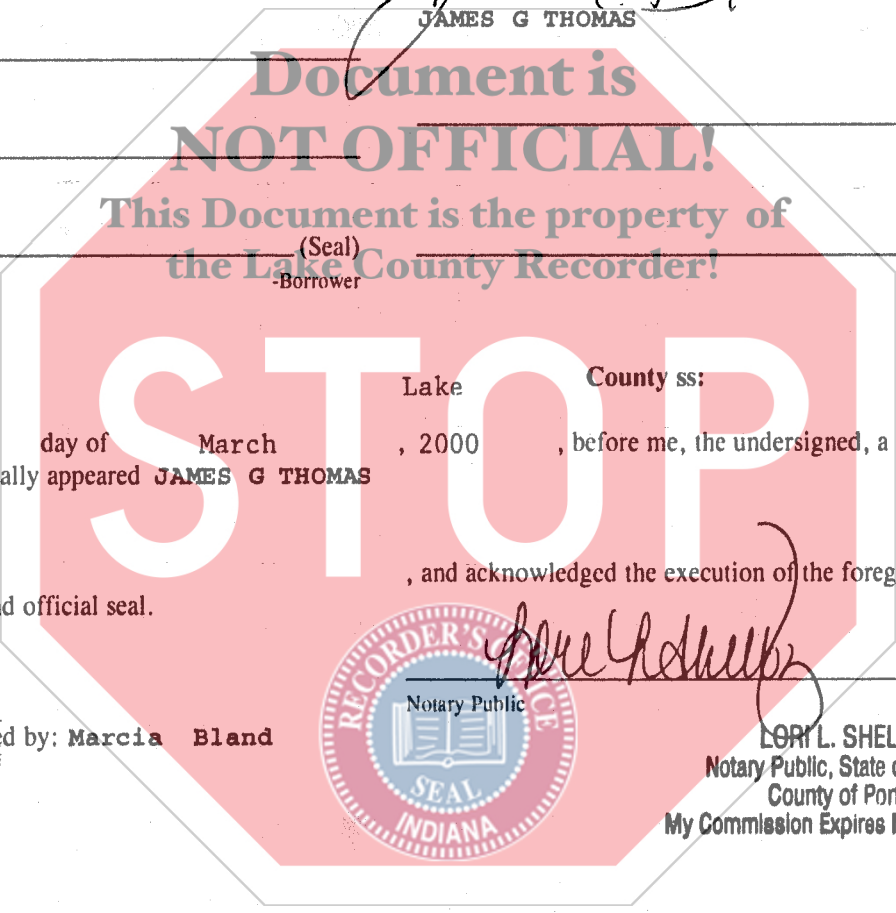 JAMES G THOMAS
Document is
NOT OFFICIAL!
This Document is the property of
(Seal)
the Lake County Recorder!
-Borrower
STOP
Lake County ss:
day of March , 2000 , before me, the undersigned, a
ally appeared JAMES G THOMAS
, and acknowledged the execution of the foreg
d official seal.
RECORDER'S OFFICE
SEAL
INDIANA
Notary Public
ed by: Marcia Bland
LORI L. SHEL
Notary Public, State
County of Por
My Commission Expires